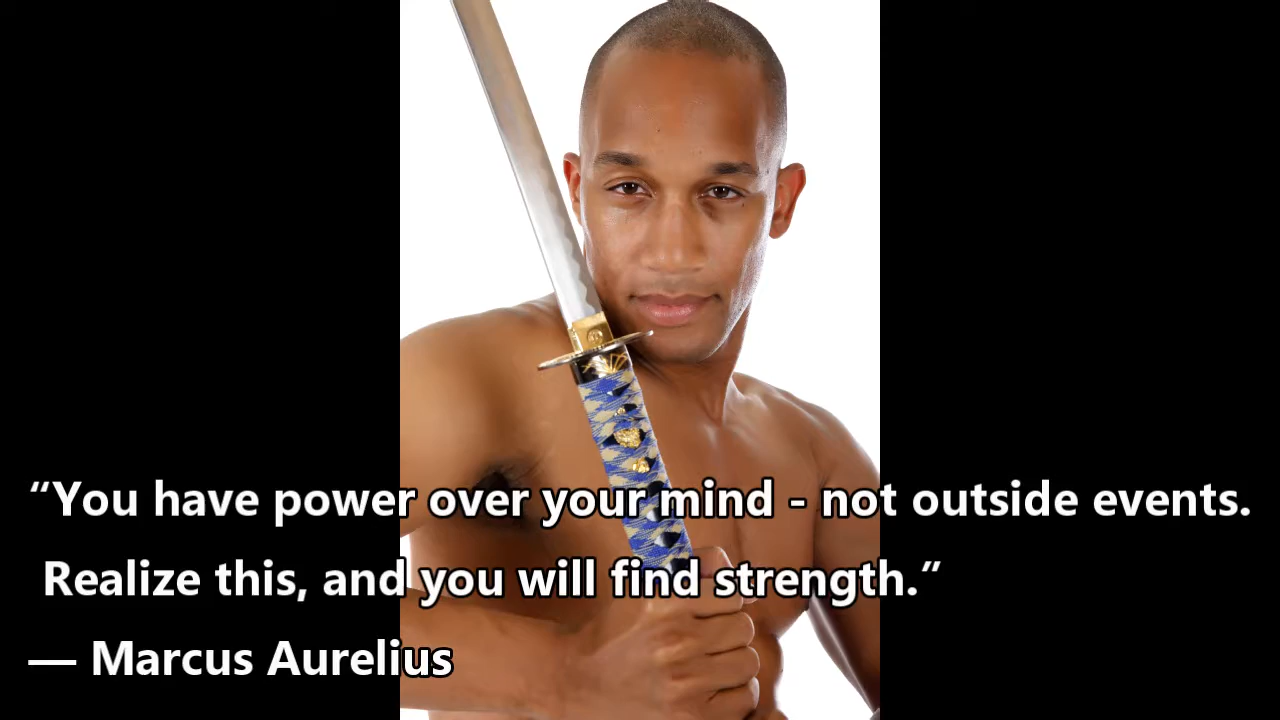 “You have power over your mind - not outside events.
Realize this, and you will find strength.”
— Marcus Aurelius